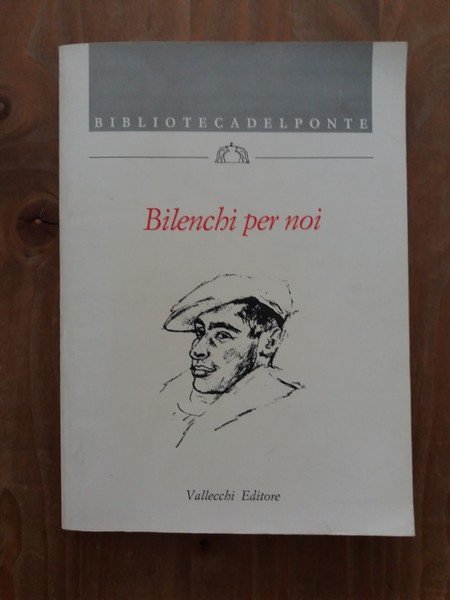 BIBLIOTECADELPONTE
Bilenchi per noi
Vallecchi Editore